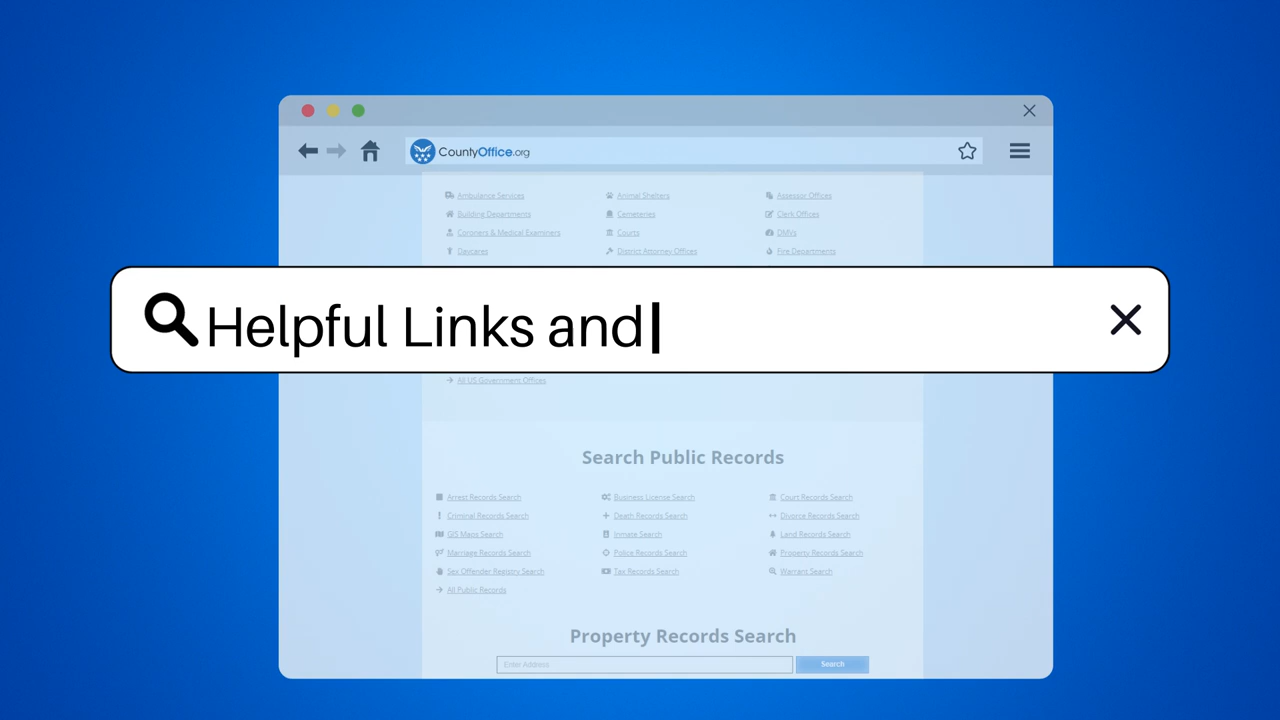 CountyOffice.org
Ambulance Services Animal Shelters Assessor Offices
Building Departments Cemeteries Clerk Offices
Coroners & Medical Examiners Courts DMVs
Daycares District Attorney Offices Fire Departments
Helpful Links and
All US Government Offices
Search Public Records
Arrest Records Search Business License Search Court Records Search
Criminal Records Search Death Records Search Divorce Records Search
GIS Maps Search Inmate Search Land Records Search
Marriage Records Search Police Records Search Property Records Search
Sex Offender Registry Search Tax Records Search Warrant Search
All Public Records
Property Records Search
Enter Address Search